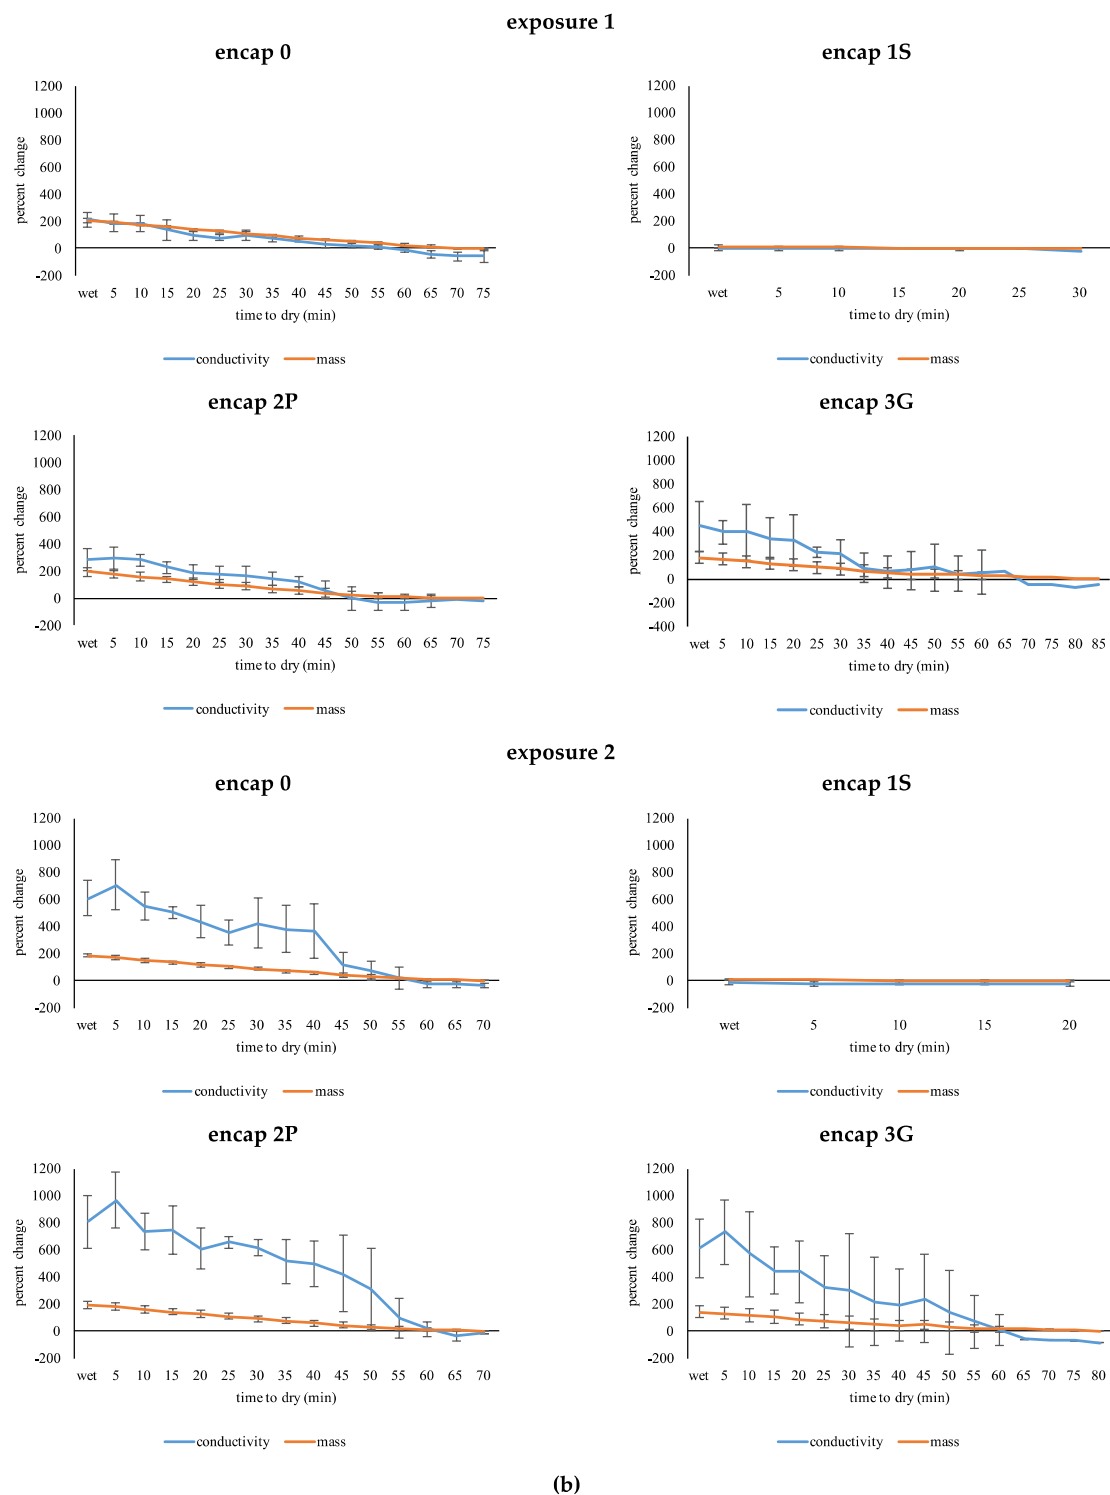 exposure 1
encap 0
1200
1000
800
600
400
200
0
-200
percent change
wet 5 10 15 20 25 30 35 40 45 50 55 60 65 70 75
time to dry (min)
conductivity mass
encap 1S
1200
1000
800
600
400
200
0
-200
percent change
wet 5 10 15 20 25 30
time to dry (min)
conductivity mass
encap 2P
1200
1000
800
600
400
200
0
-200
percent change
wet 5 10 15 20 25 30 35 40 45 50 55 60 65 70 75
time to dry (min)
conductivity mass
encap 3G
1200
1000
800
600
400
200
0
-200
-400
percent change
wet 5 10 15 20 25 30 35 40 45 50 55 60 65 70 75 80 85
time to dry (min)
conductivity mass
exposure 2
encap 0
1200
1000
800
600
400
200
0
-200
percent change
wet 5 10 15 20 25 30 35 40 45 50 55 60 65 70
time to dry (min)
conductivity mass
encap 1S
1200
1000
800
600
400
200
0
-200
percent change
wet 5 10 15 20
time to dry (min)
conductivity mass
encap 2P
1200
1000
800
600
400
200
0
-200
percent change
wet 5 10 15 20 25 30 35 40 45 50 55 60 65 70
time to dry (min)
conductivity mass
encap 3G
1200
1000
800
600
400
200
0
-200
percent change
wet 5 10 15 20 25 30 35 40 45 50 55 60 65 70 75 80
time to dry (min)
conductivity mass
(b)